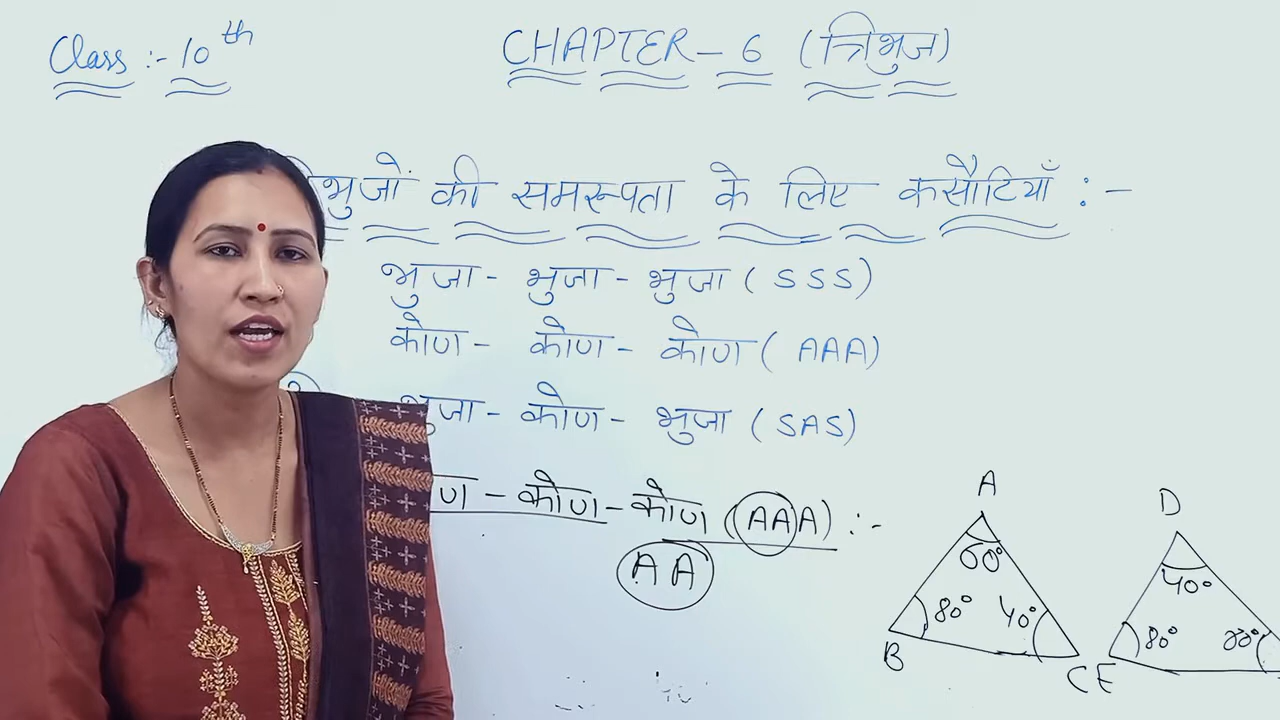 Class :- 10th
CHAPTER - 6 (त्रिभुज)
त्रिभुजों की समरूपता के लिए कसौटियाँ :-
भुजा - भुजा - भुजा (SSS)
कोण - कोण - कोण (AAA)
भुजा - कोण - भुजा (SAS)
कोण - कोण - कोण (AAA) :-
AA
A
60°
80° 40°
B C
D
40°
80°
E